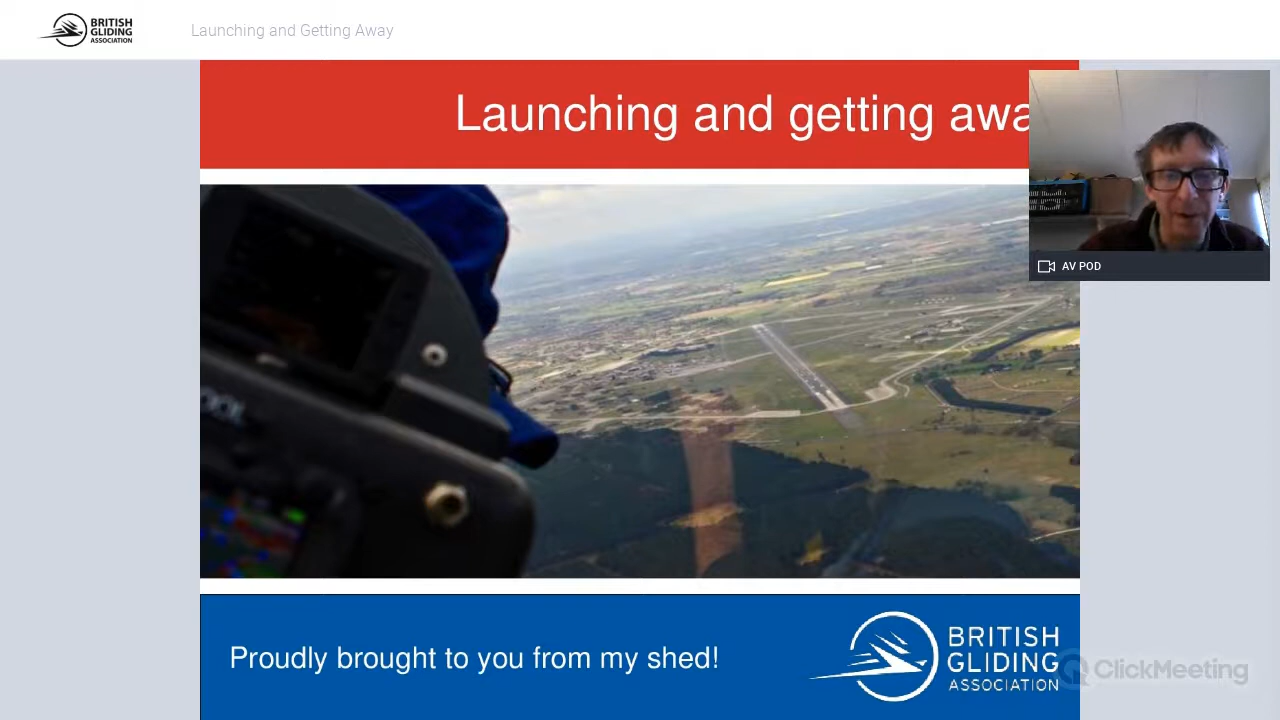 BRITISH
GLIDING
ASSOCIATION
Launching and Getting Away
Launching and getting awa
AV POD
Proudly brought to you from my shed!
BRITISH
GLIDING
ASSOCIATION
ClickMeeting